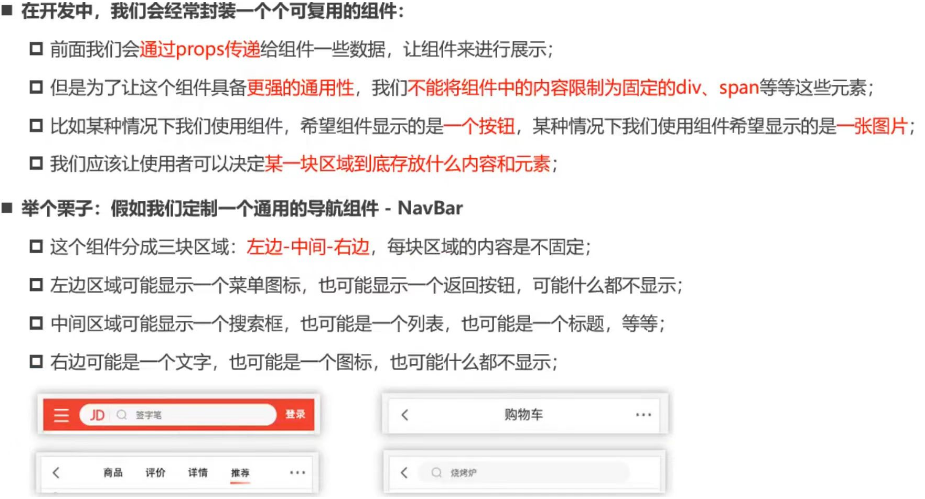 在开发中，我们会经常封装一个个可复用的组件：
前面我们会通过props传递给组件一些数据，让组件来进行展示；
但是为了让这个组件具备更强的通用性，我们不能将组件中的内容限制为固定的div、span等等这些元素；
比如某种情况下我们使用组件，希望组件显示的是一个按钮，某种情况下我们使用组件希望显示的是一张图片；
我们应该让使用者可以决定某一块区域到底存放什么内容和元素；
举个栗子：假如我们定制一个通用的导航组件 - NavBar
这个组件分成三块区域：左边-中间-右边，每块区域的内容是不固定；
左边区域可能显示一个菜单图标，也可能显示一个返回按钮，可能什么都不显示；
中间区域可能显示一个搜索框，也可能是一个列表，也可能是一个标题，等等；
右边可能是一个文字，也可能是一个图标，也可能什么都不显示；
JD 签字笔 登录
购物车
商品 评价 详情 推荐
烧烤炉